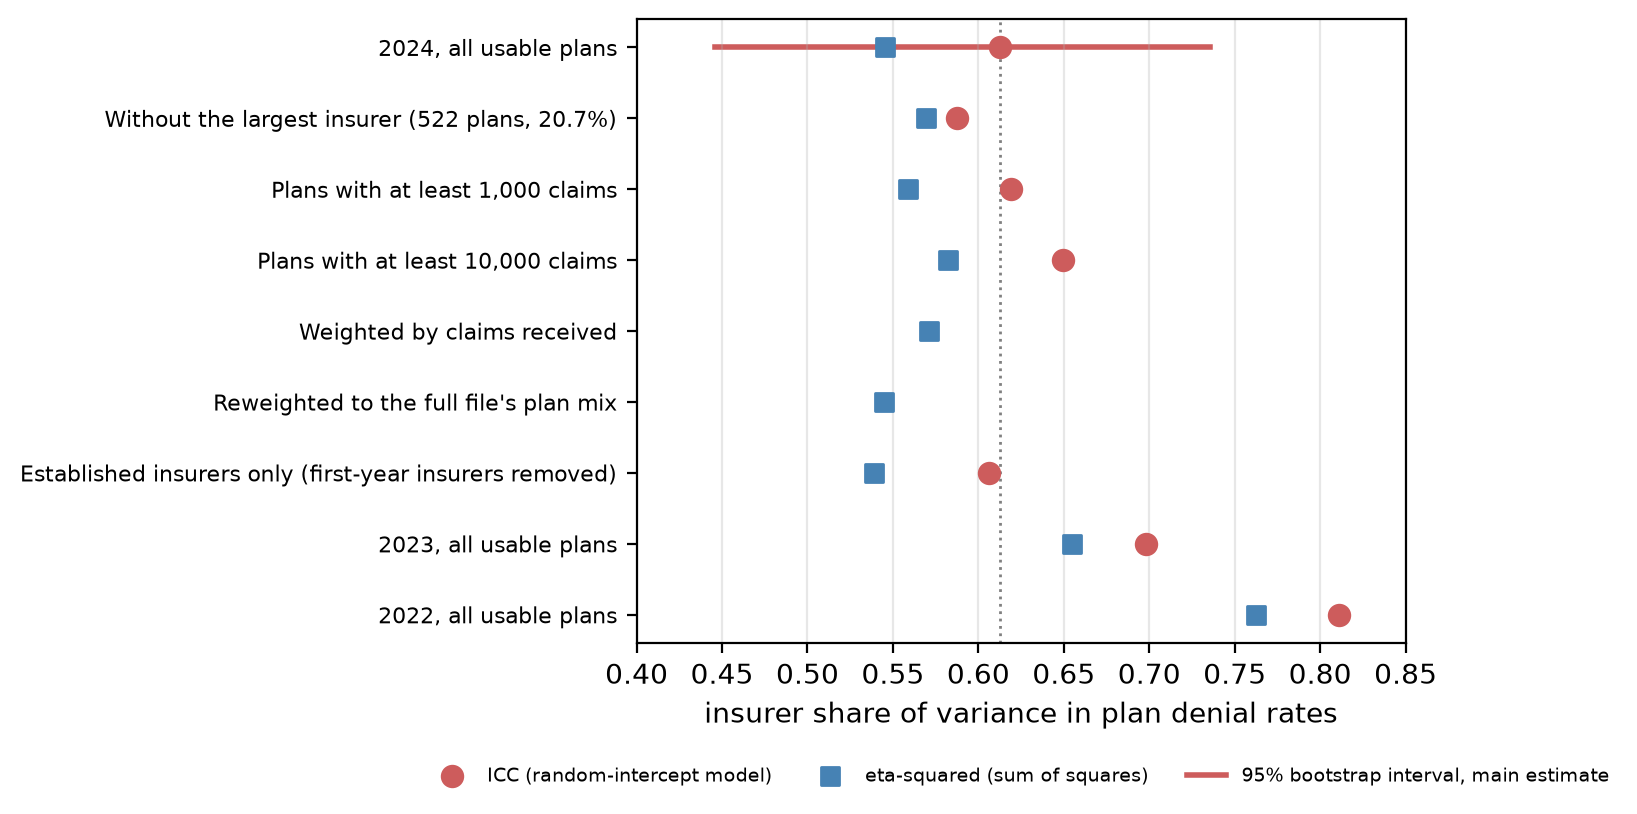 2024, all usable plans
Without the largest insurer (522 plans, 20.7%)
Plans with at least 1,000 claims
Plans with at least 10,000 claims
Weighted by claims received
Reweighted to the full file's plan mix
Established insurers only (first-year insurers removed)
2023, all usable plans
2022, all usable plans
0.40 0.45 0.50 0.55 0.60 0.65 0.70 0.75 0.80 0.85
insurer share of variance in plan denial rates
ICC (random-intercept model) eta-squared (sum of squares) 95% bootstrap interval, main estimate